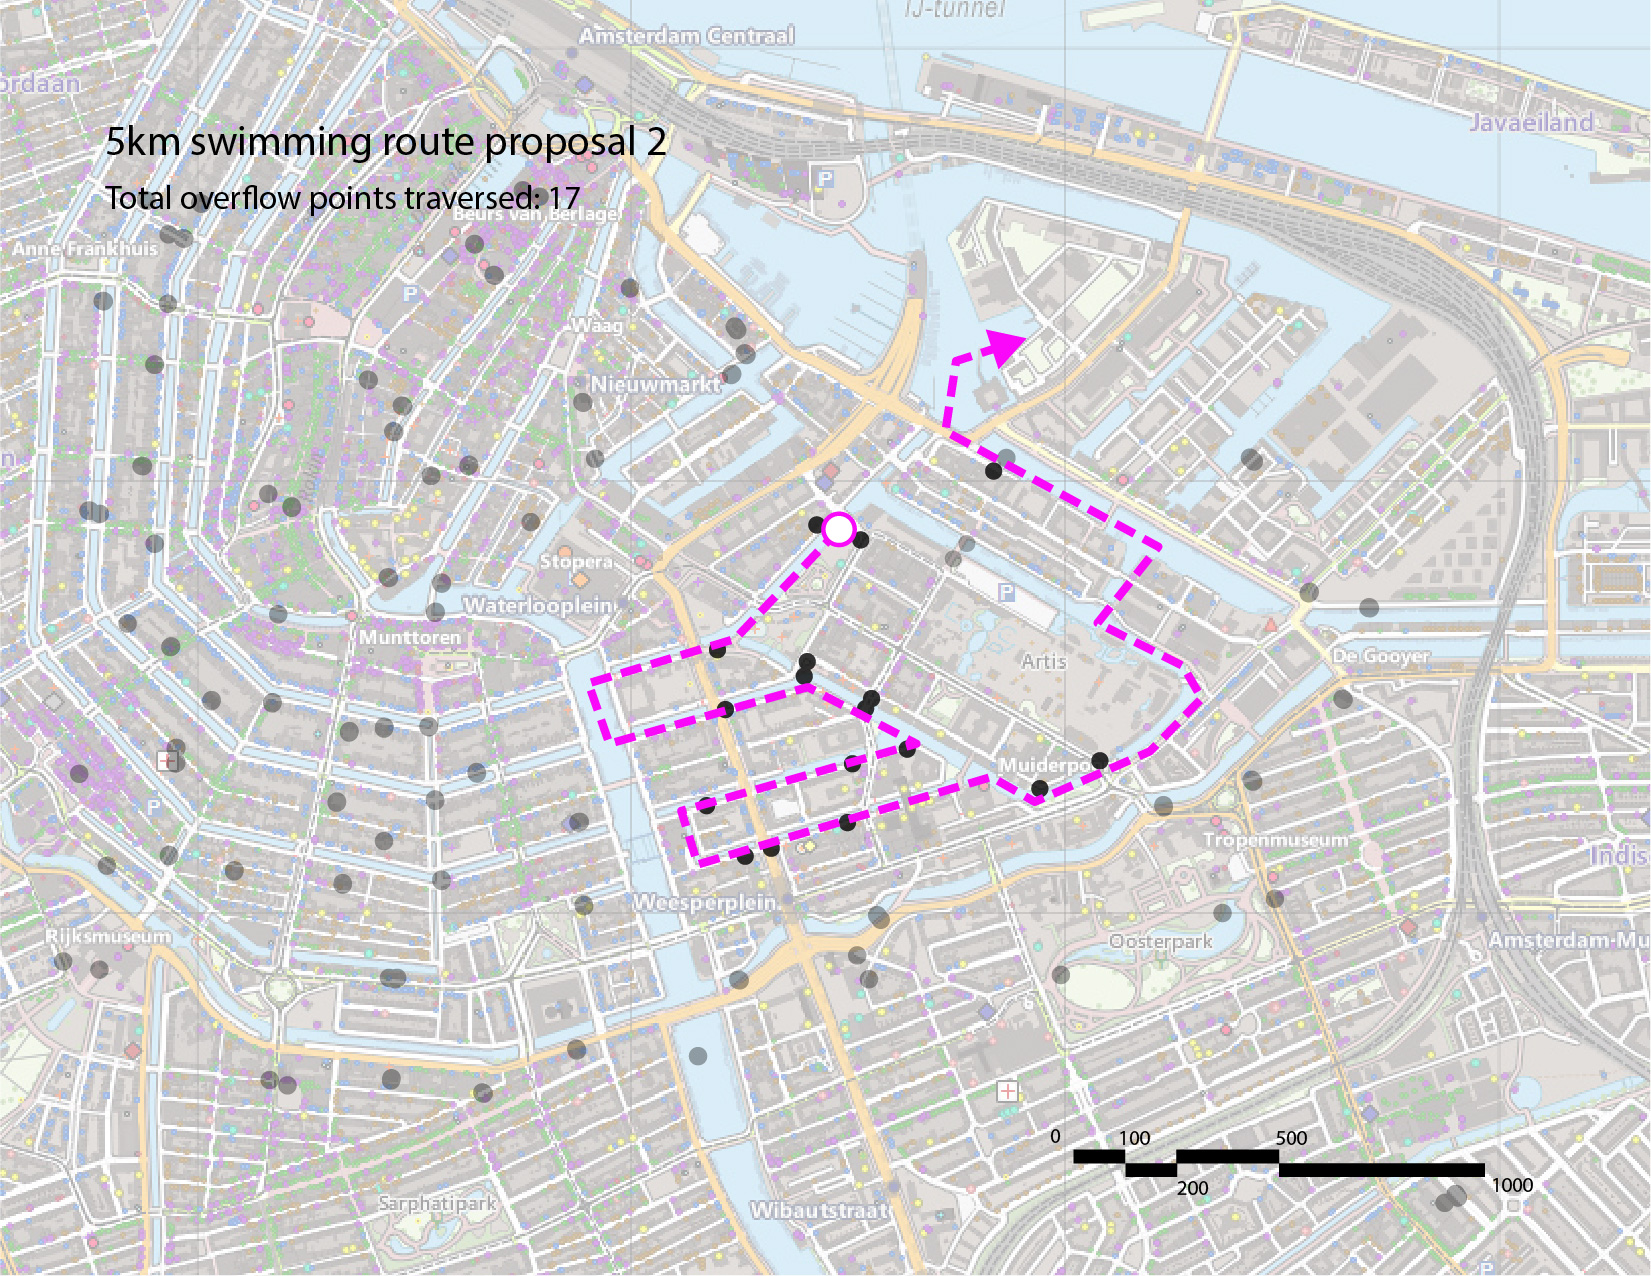 IJ-tunnel
Amsterdam Centraal
ordaan
Javaeiland
5km swimming route proposal 2
Total overflow points traversed: 17
P
Beurs van Berlage
Anne Frankhuis
P
Waag
Nieuwmarkt
Rokin
Stopera
Waterlooplein
P
Munttoren
Artis
De Gooyer
Muiderpo
P
Tropenmuseum
Indis
Weesperplein
Rijksmuseum
Oosterpark
Amsterdam-Mu
0
100
500
200
1000
Sarphatipark
Wibautstraat
P